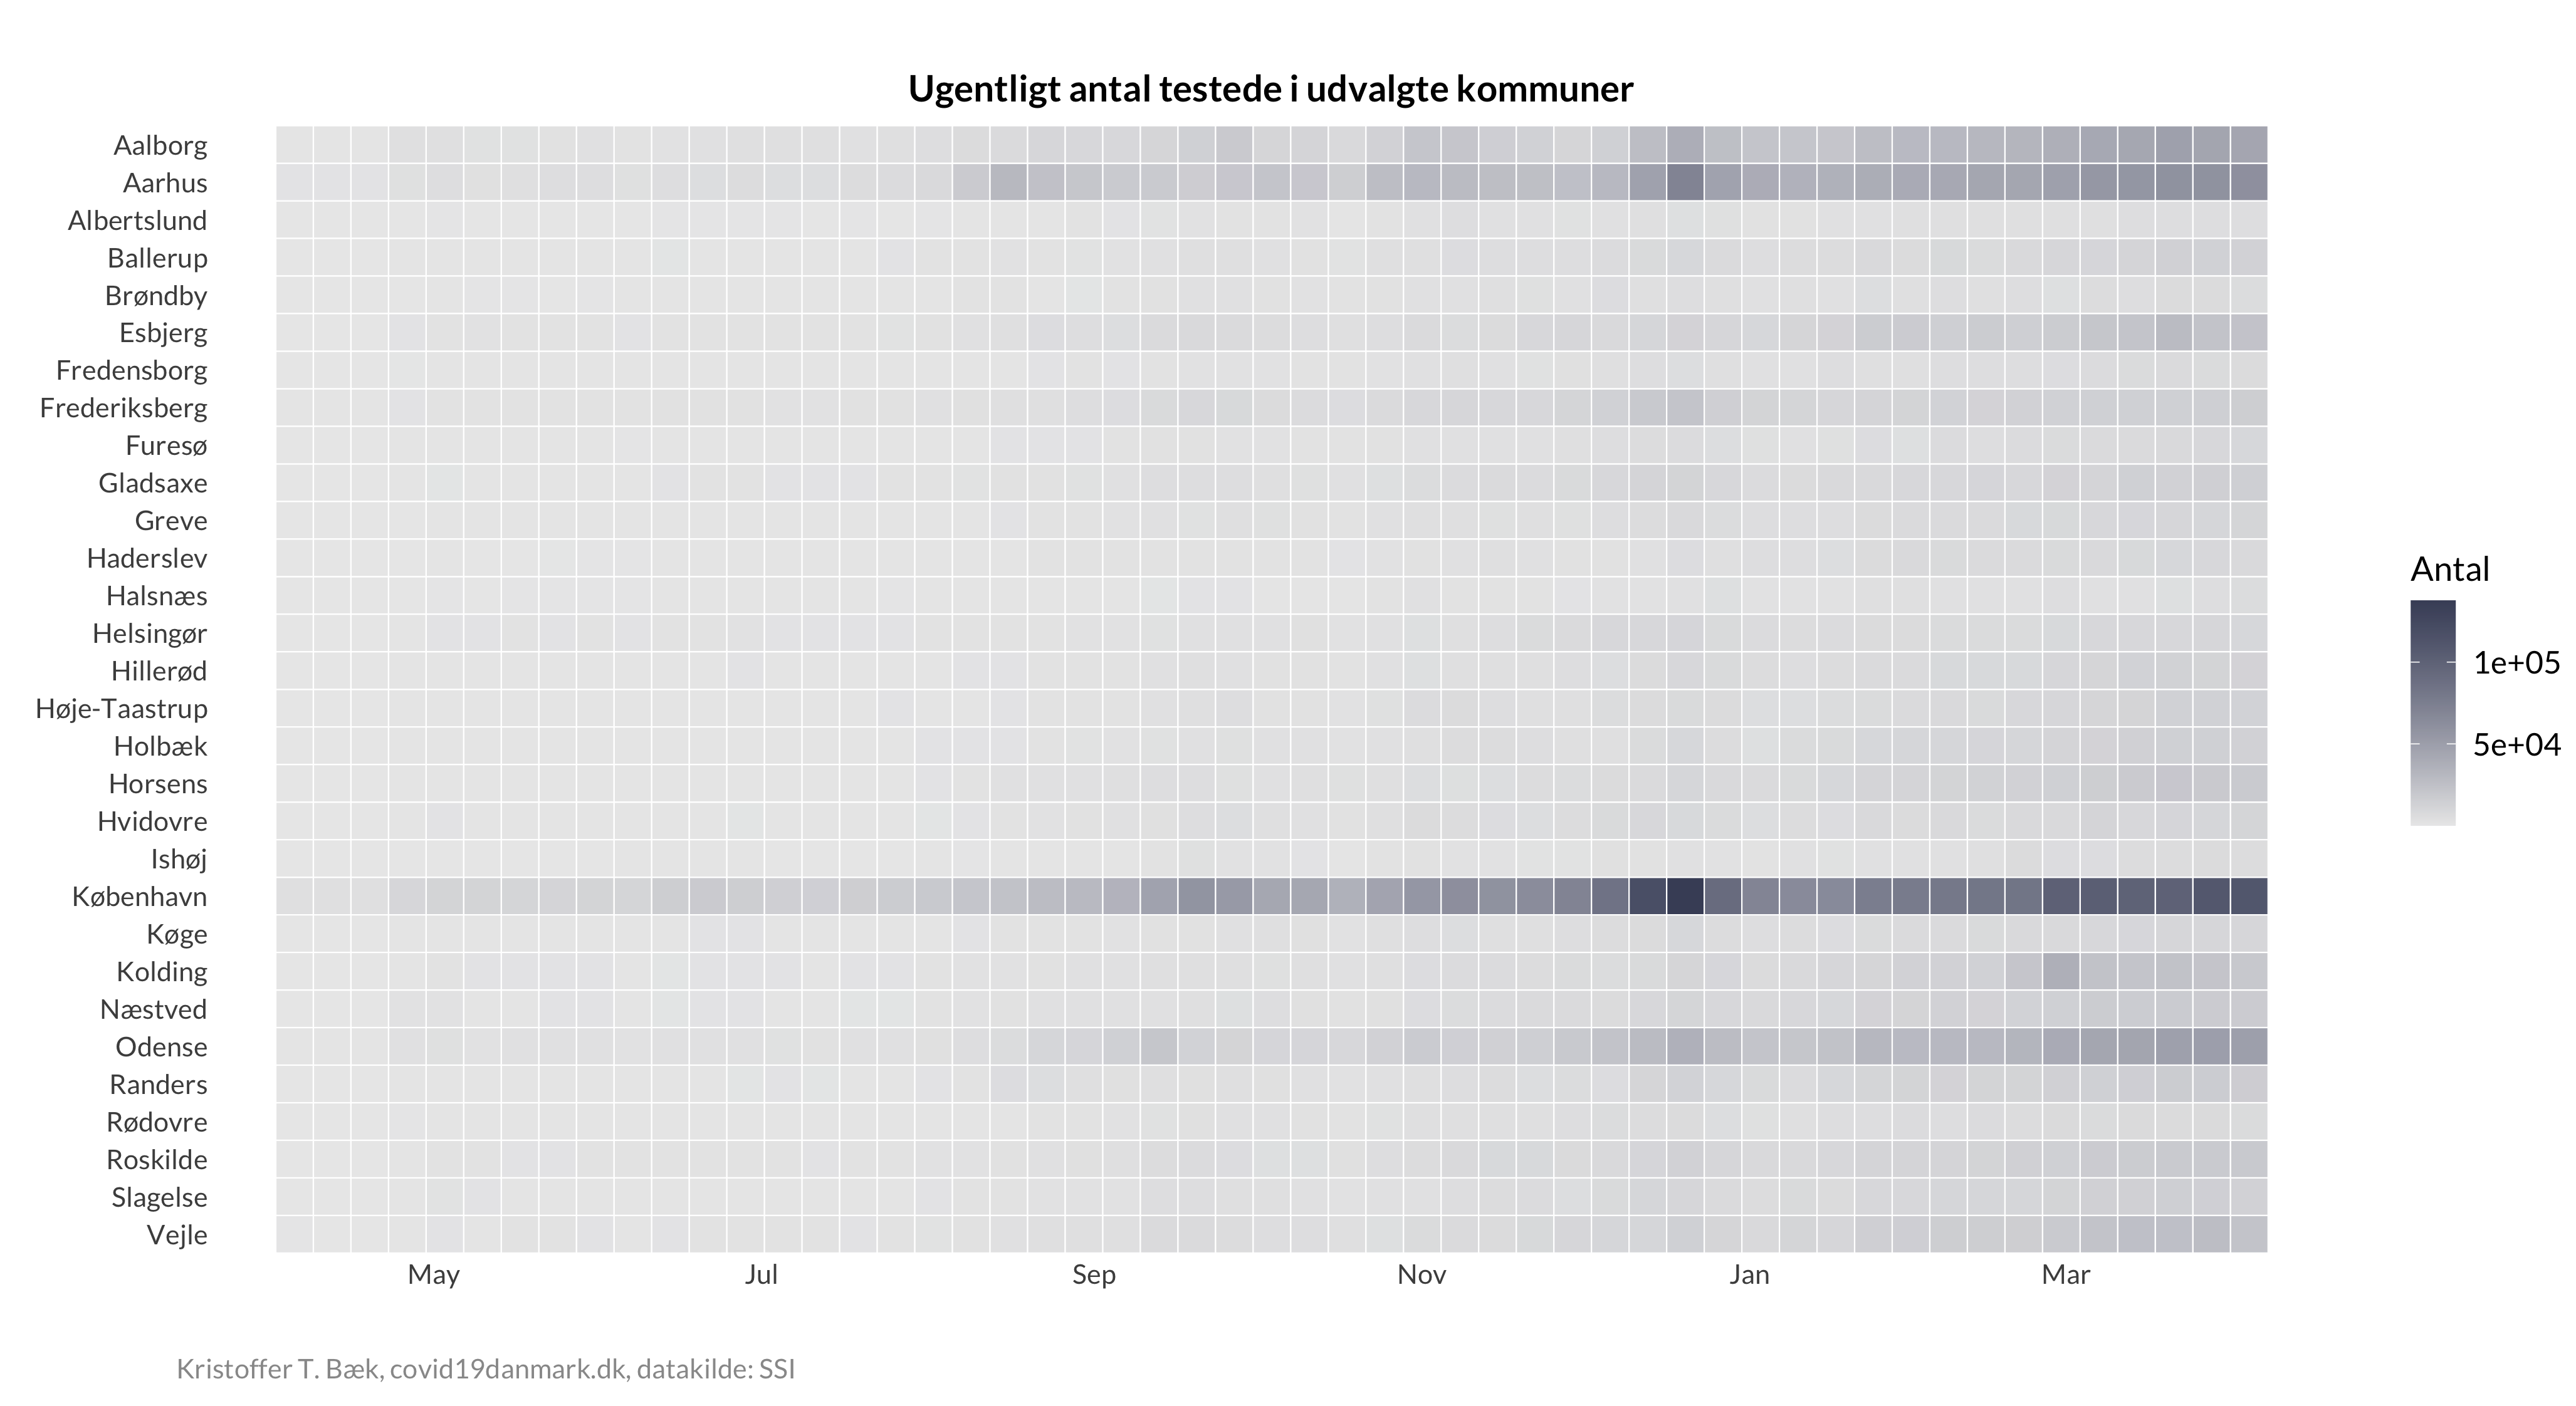 Ugentligt antal testede i udvalgte kommuner
Aalborg
Aarhus
Albertslund
Ballerup
Brøndby
Esbjerg
Fredensborg
Frederiksberg
Furesø
Gladsaxe
Greve
Haderslev
Halsnæs
Helsingør
Hillerød
Høje-Taastrup
Holbæk
Horsens
Hvidovre
Ishøj
København
Køge
Kolding
Næstved
Odense
Randers
Rødovre
Roskilde
Slagelse
Vejle
May Jul Sep Nov Jan Mar
Antal
1e+05
5e+04
Kristoffer T. Bæk, covid19danmark.dk, datakilde: SSI